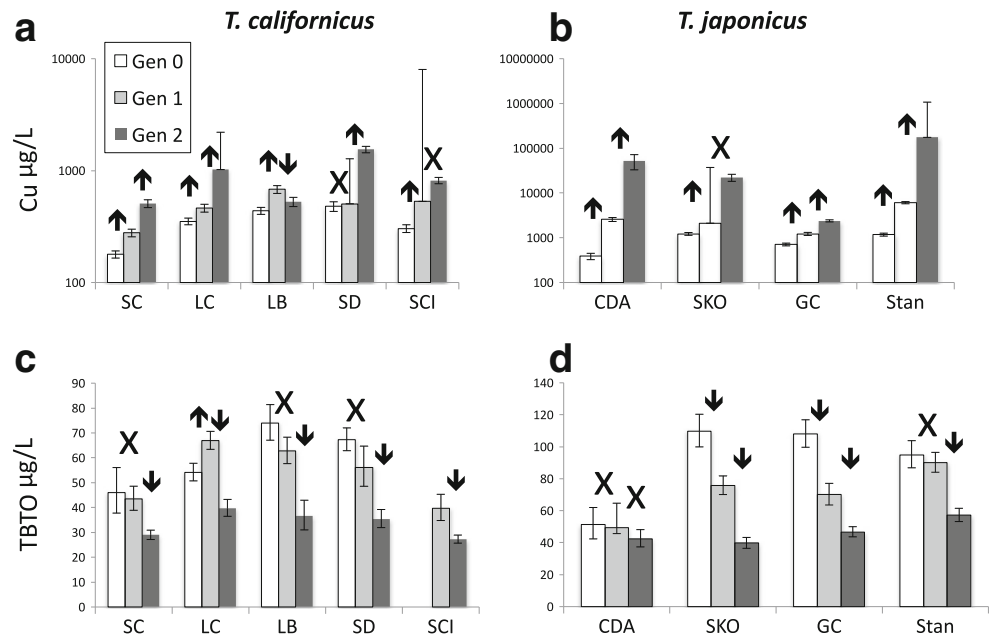 a
T. californicus
Cu µg/L
10000
1000
100
Gen 0
Gen 1
Gen 2
X
X
SC LC LB SD SCI
b
T. japonicus
10000000
1000000
100000
10000
1000
100
X
CDA SKO GC Stan
c
TBTO µg/L
90
80
70
60
50
40
30
20
10
0
X
X
X
SC LC LB SD SCI
d
140
120
100
80
60
40
20
0
X
X
X
CDA SKO GC Stan